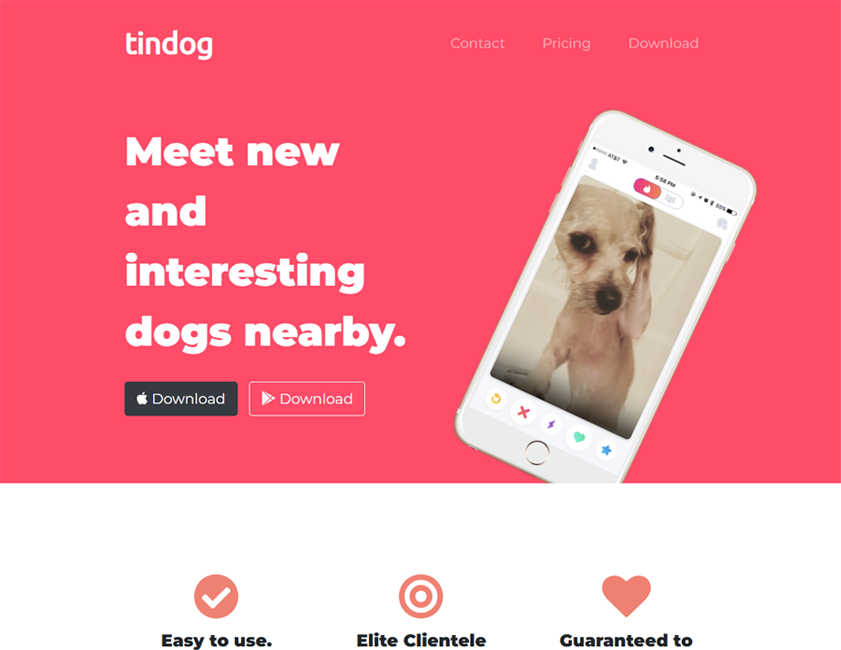 tindog
Contact Pricing Download
Meet new
and
interesting
dogs nearby.
Download Download
AT&T 5:58 PM 55%
Easy to use. Elite Clientele Guaranteed to